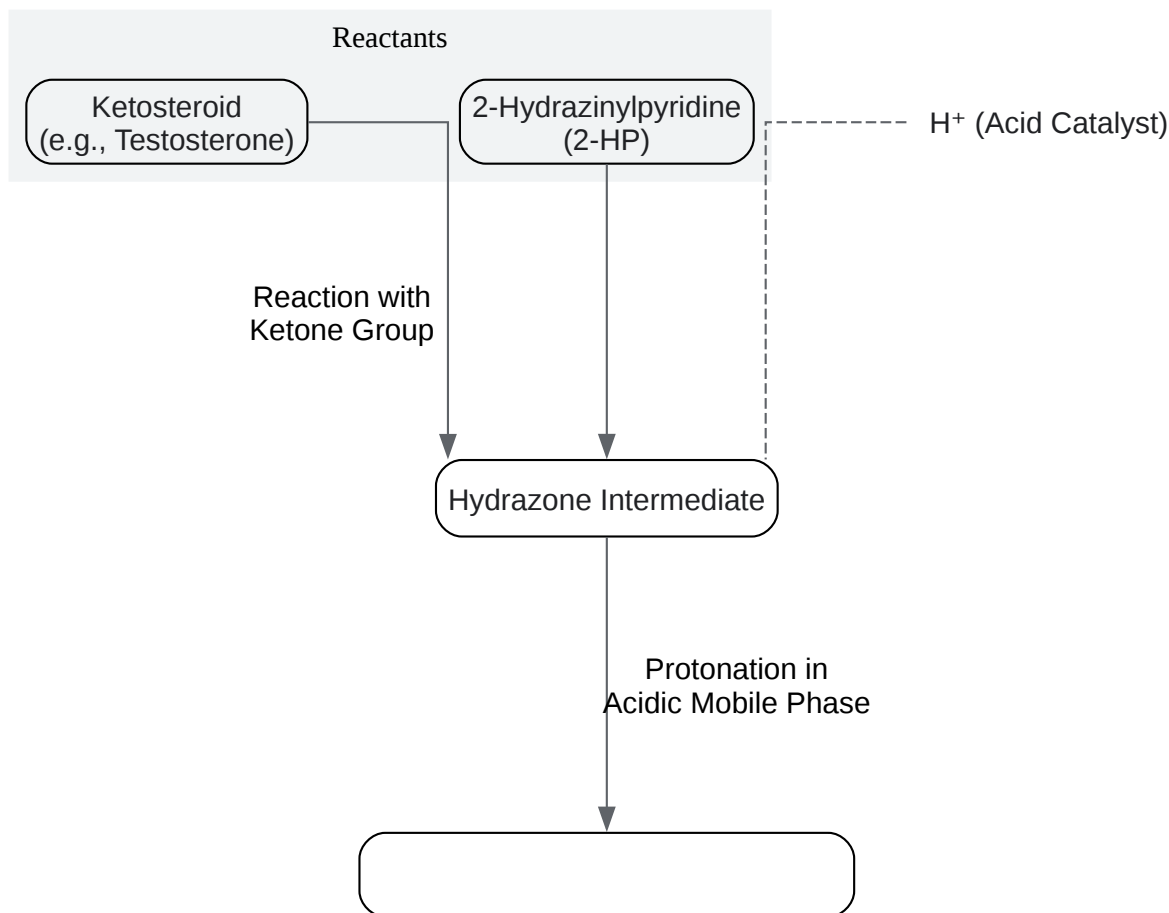 Reactants
Ketosteroid
(e.g., Testosterone)
2-Hydrazinylpyridine
(2-HP)
H⁺ (Acid Catalyst)
Reaction with
Ketone Group
Hydrazone Intermediate
Protonation in
Acidic Mobile Phase